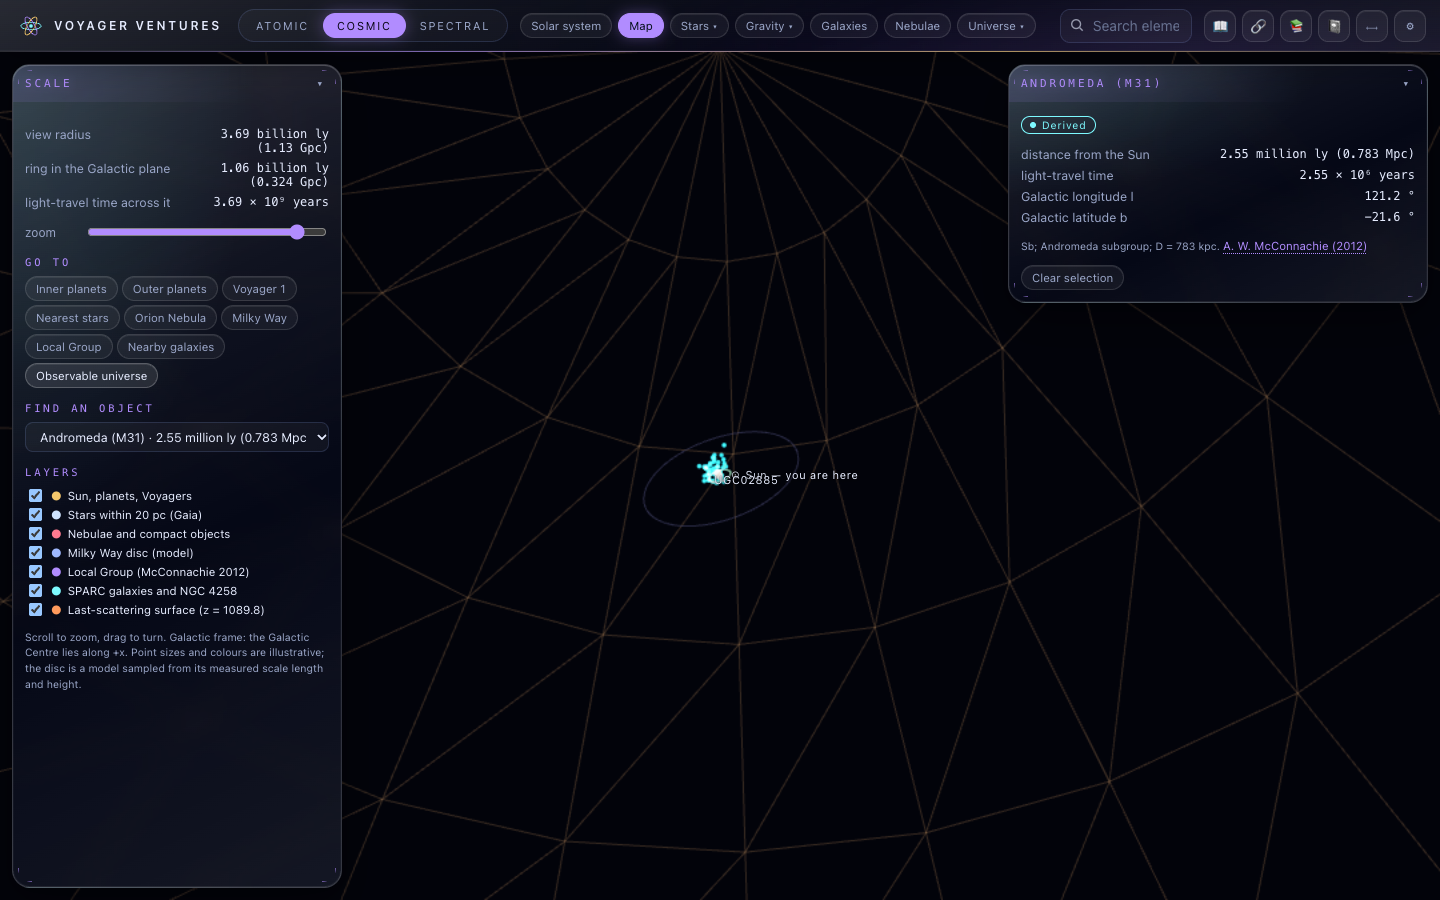 VOYAGER VENTURES
ATOMIC COSMIC SPECTRAL
Solar system Map Stars ▾ Gravity ▾ Galaxies Nebulae Universe ▾
Search eleme
SCALE ▾
view radius 3.69 billion ly
(1.13 Gpc)
ring in the Galactic plane 1.06 billion ly
(0.324 Gpc)
light-travel time across it 3.69 × 10⁹ years
zoom
GO TO
Inner planets Outer planets Voyager 1
Nearest stars Orion Nebula Milky Way
Local Group Nearby galaxies
Observable universe
FIND AN OBJECT
Andromeda (M31) · 2.55 million ly (0.783 Mpc
LAYERS
Sun, planets, Voyagers
Stars within 20 pc (Gaia)
Nebulae and compact objects
Milky Way disc (model)
Local Group (McConnachie 2012)
SPARC galaxies and NGC 4258
Last-scattering surface (z = 1089.8)
Scroll to zoom, drag to turn. Galactic frame: the Galactic
Centre lies along +x. Point sizes and colours are illustrative;
the disc is a model sampled from its measured scale length
and height.
Sun — you are here
UGC02885
ANDROMEDA (M31) ▾
Derived
distance from the Sun 2.55 million ly (0.783 Mpc)
light-travel time 2.55 × 10⁶ years
Galactic longitude l 121.2 °
Galactic latitude b −21.6 °
Sb; Andromeda subgroup; D = 783 kpc. A. W. McConnachie (2012)
Clear selection